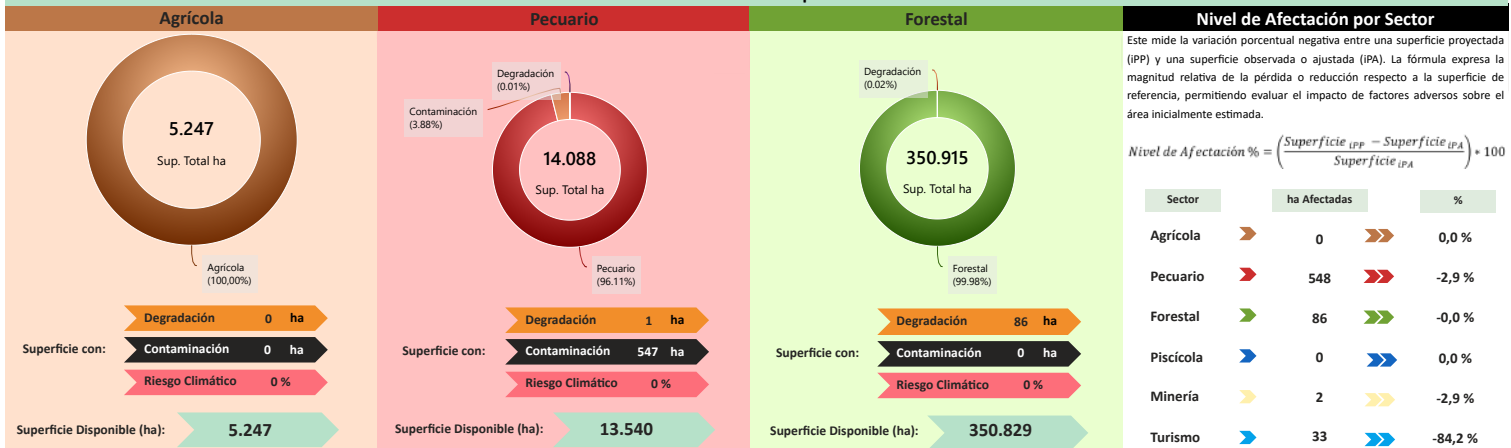 Agrícola
5.247
Sup. Total ha
Agrícola
(100,00%)
Superficie con:
Degradación 0 ha
Contaminación 0 ha
Riesgo Climático 0 %
Superficie Disponible (ha): 5.247
Pecuario
Degradación
(0.01%)
Contaminación
(3.88%)
14.088
Sup. Total ha
Pecuario
(96.11%)
Superficie con:
Degradación 1 ha
Contaminación 547 ha
Riesgo Climático 0 %
Superficie Disponible (ha): 13.540
Forestal
Degradación
(0.02%)
350.915
Sup. Total ha
Forestal
(99.98%)
Superficie con:
Degradación 86 ha
Contaminación 0 ha
Riesgo Climático 0 %
Superficie Disponible (ha): 350.829
Nivel de Afectación por Sector
Este mide la variación porcentual negativa entre una superficie proyectada
(iPP) y una superficie observada o ajustada (iPA). La fórmula expresa la
magnitud relativa de la pérdida o reducción respecto a la superficie de
referencia, permitiendo evaluar el impacto de factores adversos sobre el
área inicialmente estimada.
Nivel de Afectación % = (Superficie iPP − Superficie iPA / Superficie iPA) * 100
Sector ha Afectadas %
Agrícola 0 0,0 %
Pecuario 548 -2,9 %
Forestal 86 -0,0 %
Piscícola 0 0,0 %
Minería 2 -2,9 %
Turismo 33 -84,2 %